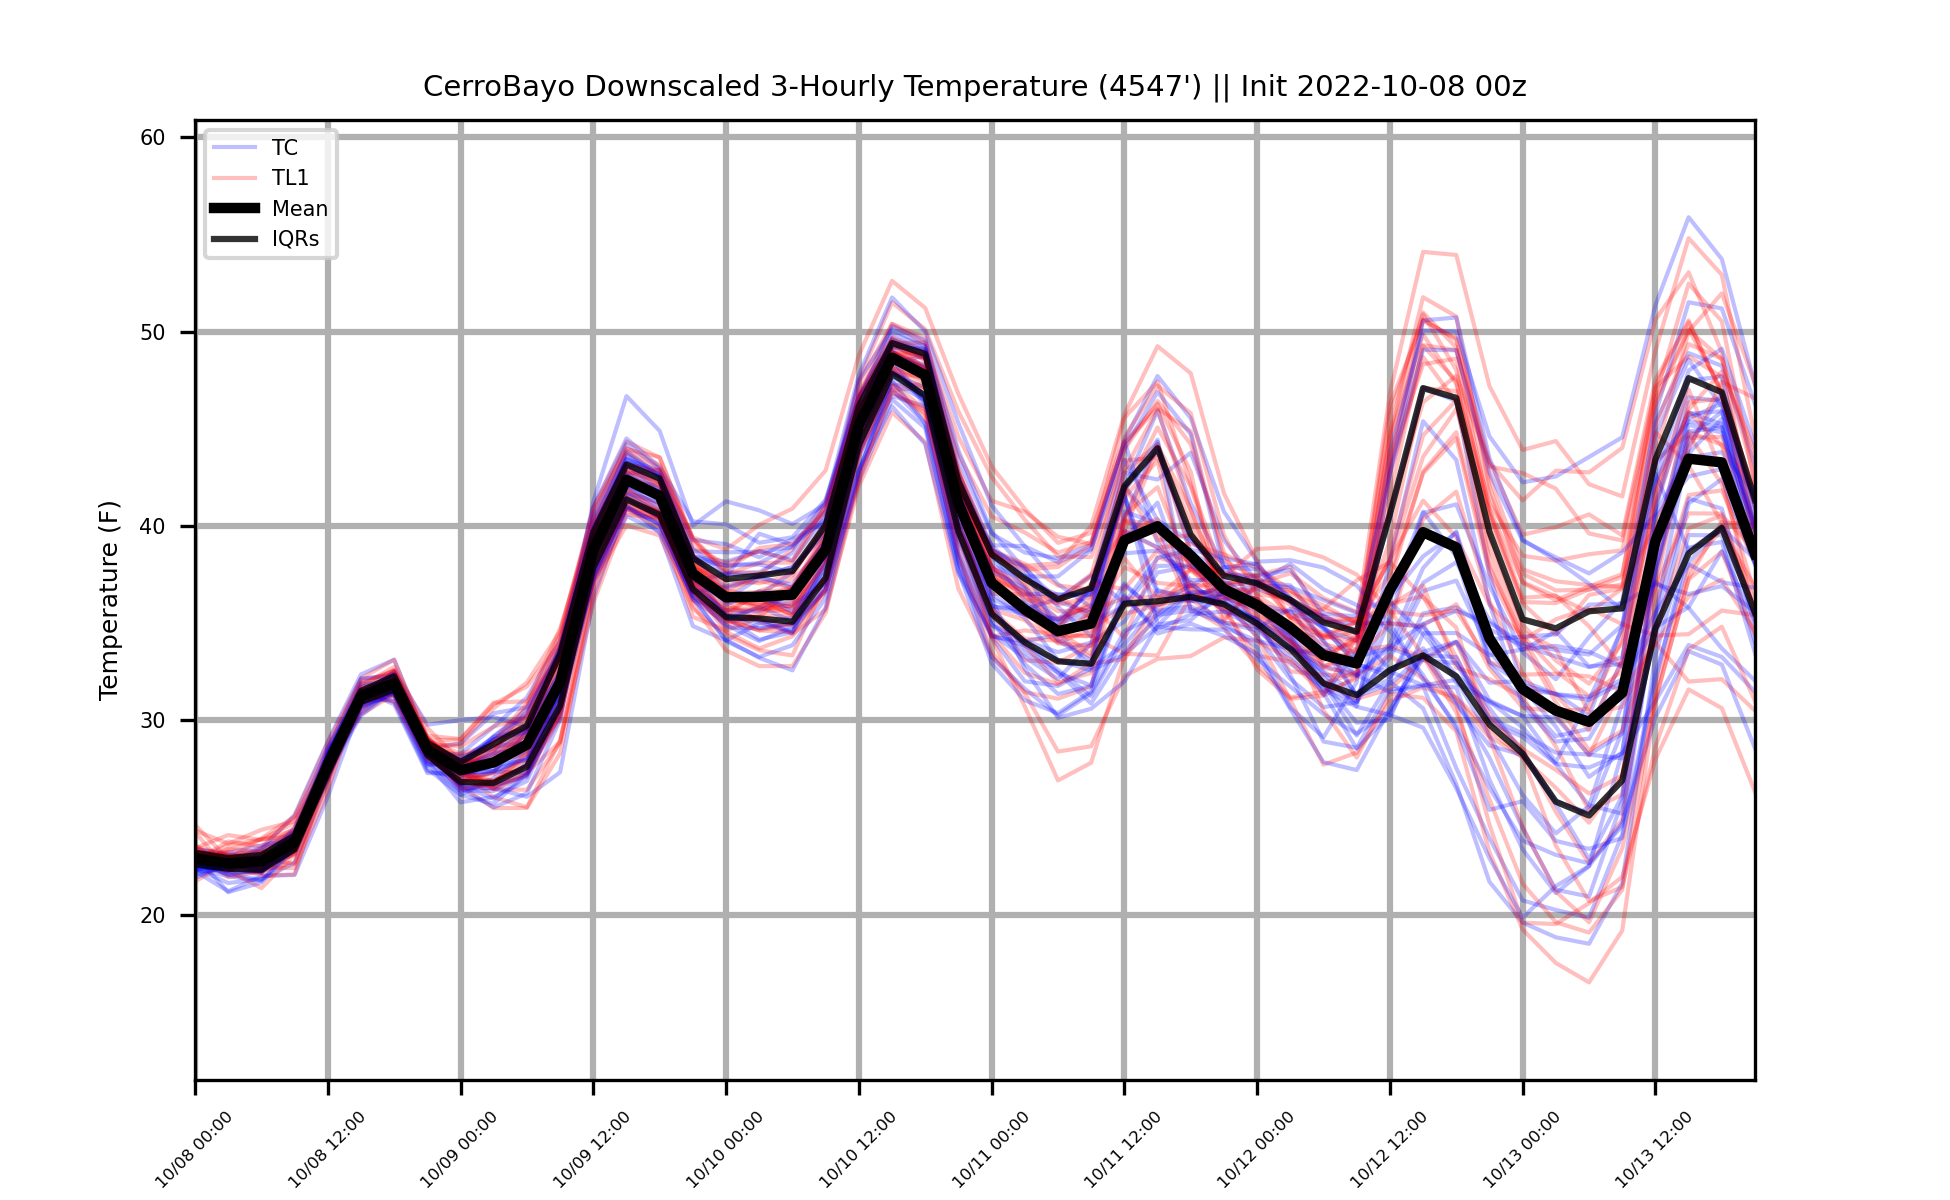 CerroBayo Downscaled 3-Hourly Temperature (4547') || Init 2022-10-08 00z
TC
TL1
Mean
IQRs
Temperature (F)
60
50
40
30
20
10/08 00:00
10/08 12:00
10/09 00:00
10/09 12:00
10/10 00:00
10/10 12:00
10/11 00:00
10/11 12:00
10/12 00:00
10/12 12:00
10/13 00:00
10/13 12:00